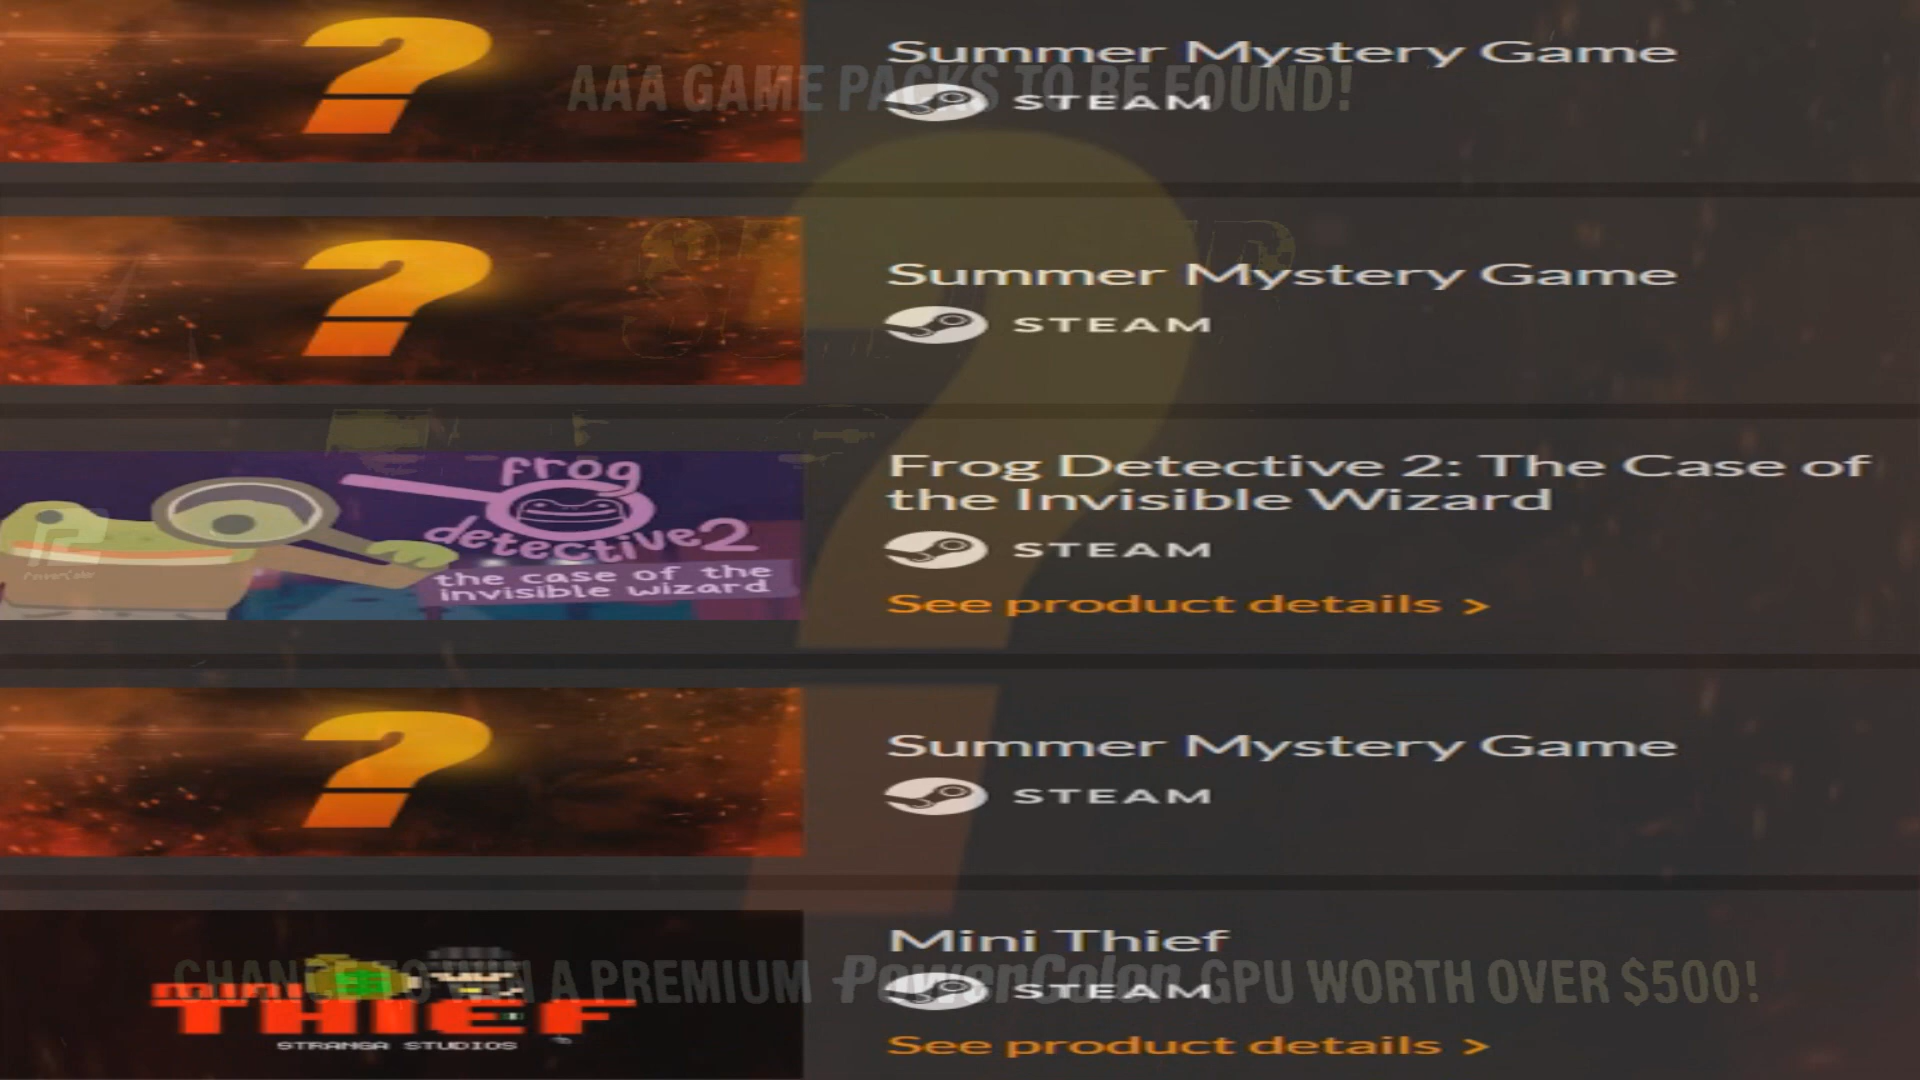 Summer Mystery Game
AAA GAME PACKS TO BE FOUND!
STEAM
Summer Mystery Game
STEAM
frog
detective 2
the case of the
invisible wizard
Frog Detective 2: The Case of
the Invisible Wizard
STEAM
See product details >
PowerColor
Summer Mystery Game
STEAM
Mini Thief
CHANCE TO WIN A PREMIUM PowerColor GPU WORTH OVER $500!
STEAM
MINI
THIEF
STRANGA STUDIOS
See product details >